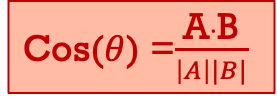 Cos(θ) = A·B / |A||B|